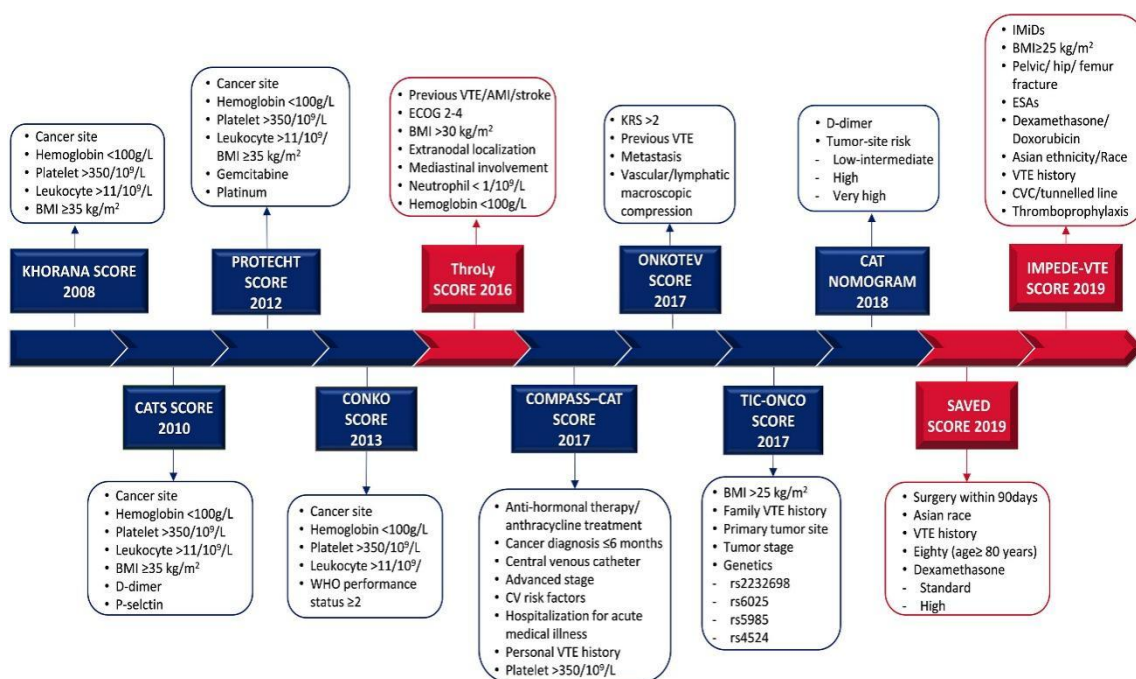 • Cancer site
• Hemoglobin <100g/L
• Platelet >350/10⁹/L
• Leukocyte >11/10⁹/L
• BMI ≥35 kg/m²
KHORANA SCORE
2008
• Cancer site
• Hemoglobin <100g/L
• Platelet >350/10⁹/L
• Leukocyte >11/10⁹/L
• BMI ≥35 kg/m²
• D-dimer
• P-selctin
CATS SCORE
2010
• Cancer site
• Hemoglobin <100g/L
• Platelet >350/10⁹/L
• Leukocyte >11/10⁹/
BMI ≥35 kg/m²
• Gemcitabine
• Platinum
PROTECHT
SCORE
2012
CONKO
SCORE
2013
• Cancer site
• Hemoglobin <100g/L
• Platelet >350/10⁹/L
• Leukocyte >11/10⁹/
• WHO performance
status ≥2
• Previous VTE/AMI/stroke
• ECOG 2-4
• BMI >30 kg/m²
• Extranodal localization
• Mediastinal involvement
• Neutrophil < 1/10⁹/L
• Hemoglobin <100g/L
ThroLy
SCORE 2016
COMPASS–CAT
SCORE
2017
• Anti-hormonal therapy/
anthracycline treatment
• Cancer diagnosis ≤6 months
• Central venous catheter
• Advanced stage
• CV risk factors
• Hospitalization for acute
medical illness
• Personal VTE history
• Platelet >350/10⁹/L
• KRS >2
• Previous VTE
• Metastasis
• Vascular/lymphatic
macroscopic
compression
ONKOTEV
SCORE
2017
TIC-ONCO
SCORE
2017
• BMI >25 kg/m²
• Family VTE history
• Primary tumor site
• Tumor stage
• Genetics
- rs2232698
- rs6025
- rs5985
- rs4524
• D-dimer
• Tumor-site risk
- Low-intermediate
- High
- Very high
CAT
NOMOGRAM
2018
SAVED
SCORE 2019
• Surgery within 90days
• Asian race
• VTE history
• Eighty (age≥ 80 years)
• Dexamethasone
- Standard
- High
• IMiDs
• BMI≥25 kg/m²
• Pelvic/ hip/ femur
fracture
• ESAs
• Dexamethasone/
Doxorubicin
• Asian ethnicity/Race
• VTE history
• CVC/tunnelled line
• Thromboprophylaxis
IMPEDE-VTE
SCORE 2019